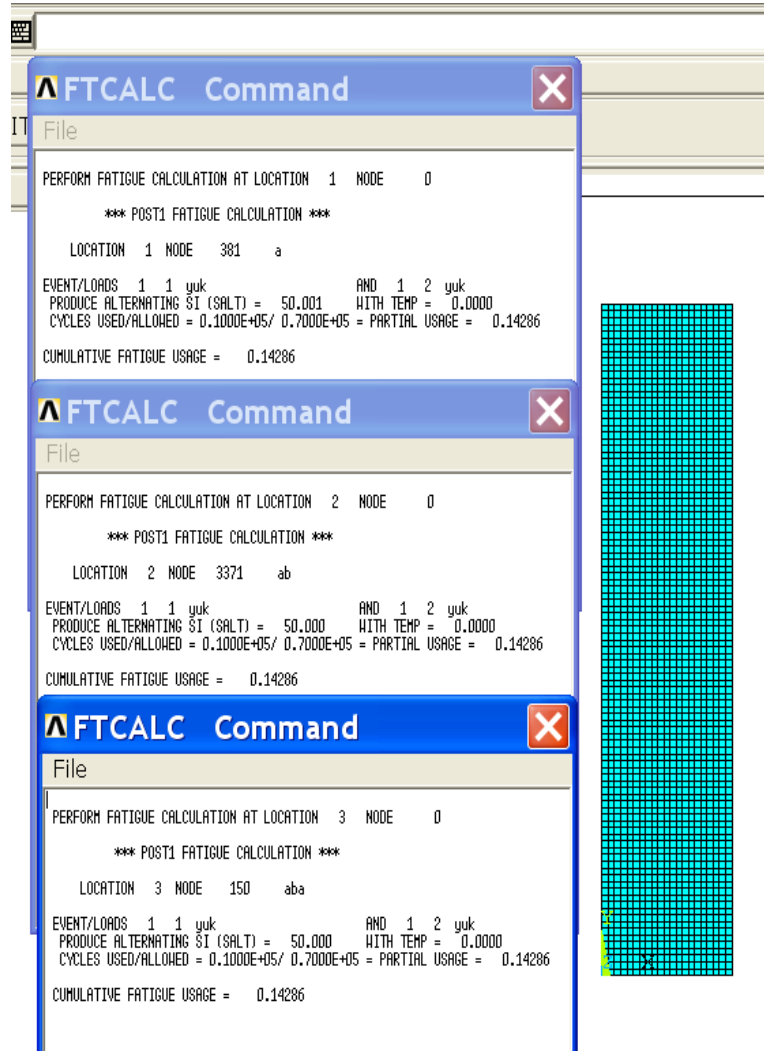 IT
FTCALC Command
File
PERFORM FATIGUE CALCULATION AT LOCATION 1 NODE 0
*** POST1 FATIGUE CALCULATION ***
LOCATION 1 NODE 381 a
EVENT/LOADS 1 1 yuk AND 1 2 yuk
PRODUCE ALTERNATING SI (SALT) = 50.001 WITH TEMP = 0.0000
CYCLES USED/ALLOWED = 0.1000E+05/ 0.7000E+05 = PARTIAL USAGE = 0.14286
CUMULATIVE FATIGUE USAGE = 0.14286
FTCALC Command
File
PERFORM FATIGUE CALCULATION AT LOCATION 2 NODE 0
*** POST1 FATIGUE CALCULATION ***
LOCATION 2 NODE 3371 ab
EVENT/LOADS 1 1 yuk AND 1 2 yuk
PRODUCE ALTERNATING SI (SALT) = 50.000 WITH TEMP = 0.0000
CYCLES USED/ALLOWED = 0.1000E+05/ 0.7000E+05 = PARTIAL USAGE = 0.14286
CUMULATIVE FATIGUE USAGE = 0.14286
FTCALC Command
File
PERFORM FATIGUE CALCULATION AT LOCATION 3 NODE 0
*** POST1 FATIGUE CALCULATION ***
LOCATION 3 NODE 150 aba
EVENT/LOADS 1 1 yuk AND 1 2 yuk
PRODUCE ALTERNATING SI (SALT) = 50.000 WITH TEMP = 0.0000
CYCLES USED/ALLOWED = 0.1000E+05/ 0.7000E+05 = PARTIAL USAGE = 0.14286
CUMULATIVE FATIGUE USAGE = 0.14286
Y
X